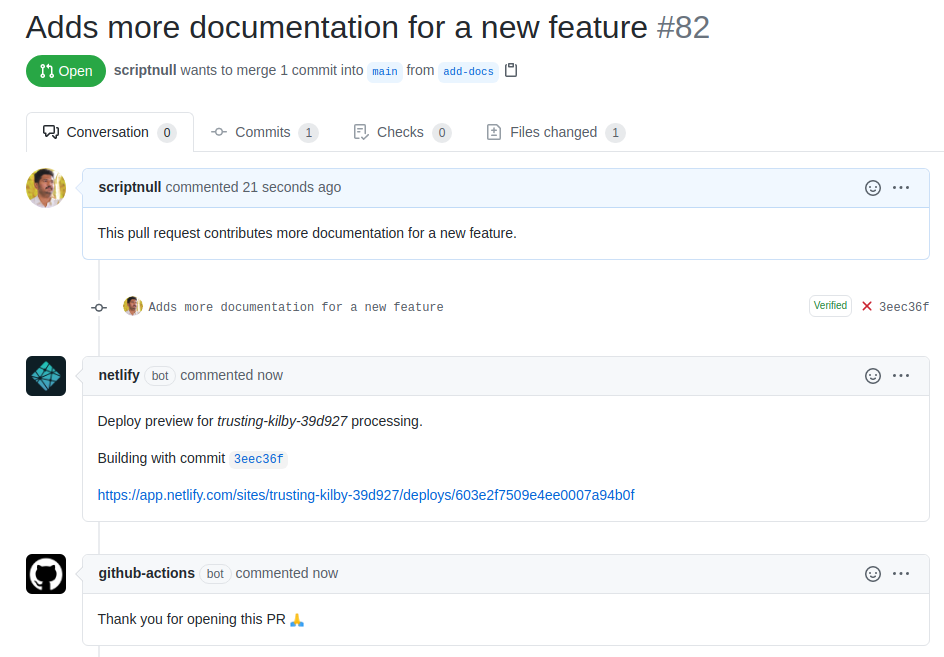 Adds more documentation for a new feature #82
Open scriptnull wants to merge 1 commit into main from add-docs
Conversation 0 Commits 1 Checks 0 Files changed 1
scriptnull commented 21 seconds ago
This pull request contributes more documentation for a new feature.
Adds more documentation for a new feature Verified 3eec36f
netlify bot commented now
Deploy preview for trusting-kilby-39d927 processing.
Building with commit 3eec36f
https://app.netlify.com/sites/trusting-kilby-39d927/deploys/603e2f7509e4ee0007a94b0f
github-actions bot commented now
Thank you for opening this PR 🙏